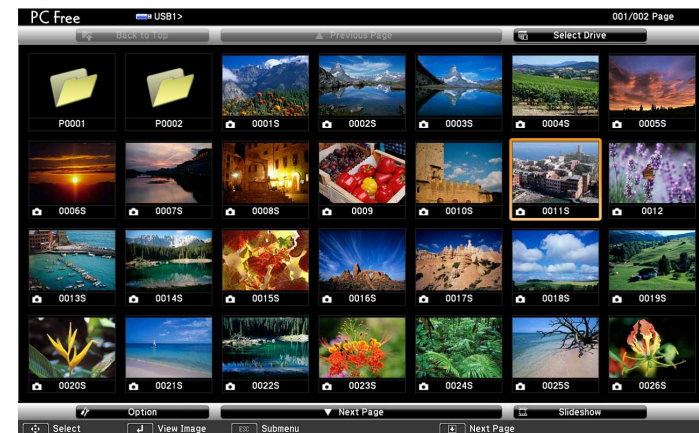 PC Free USB1> 001/002 Page
Back to Top Previous Page Select Drive
P0001 P0002 0001S 0002S 0003S 0004S 0005S
0006S 0007S 0008S 0009 0010S 0011S 0012
0013S 0014S 0015S 0016S 0017S 0018S 0019S
0020S 0021S 0022S 0023S 0024S 0025S 0026S
Option Next Page Slideshow
Select View Image ESC Submenu Next Page